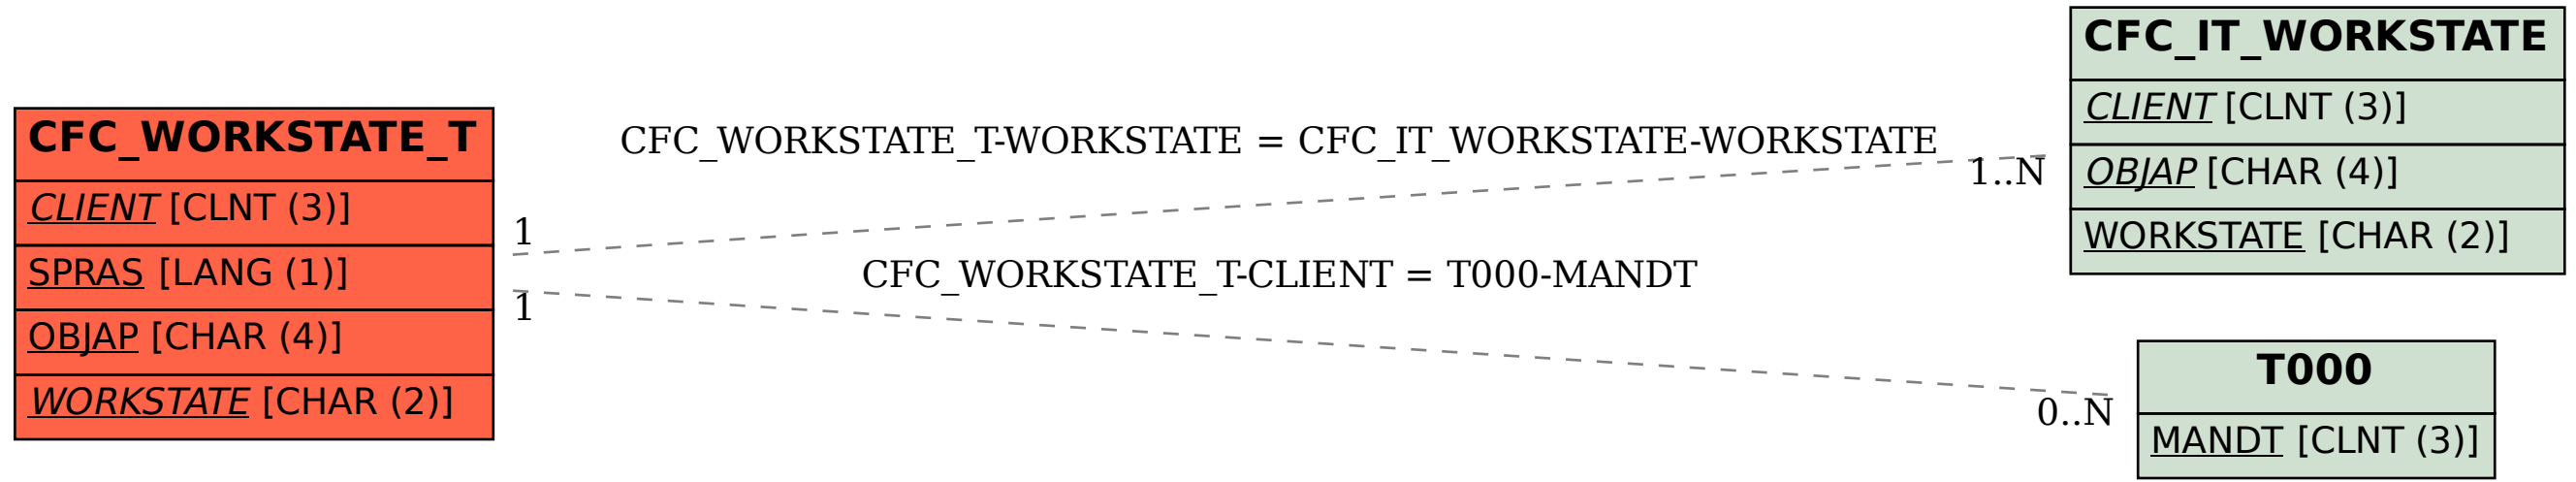 CFC_WORKSTATE_T
CLIENT [CLNT (3)]
SPRAS [LANG (1)]
OBJAP [CHAR (4)]
WORKSTATE [CHAR (2)]
CFC_WORKSTATE_T-WORKSTATE = CFC_IT_WORKSTATE-WORKSTATE
1
1..N
CFC_WORKSTATE_T-CLIENT = T000-MANDT
1
0..N
CFC_IT_WORKSTATE
CLIENT [CLNT (3)]
OBJAP [CHAR (4)]
WORKSTATE [CHAR (2)]
T000
MANDT [CLNT (3)]